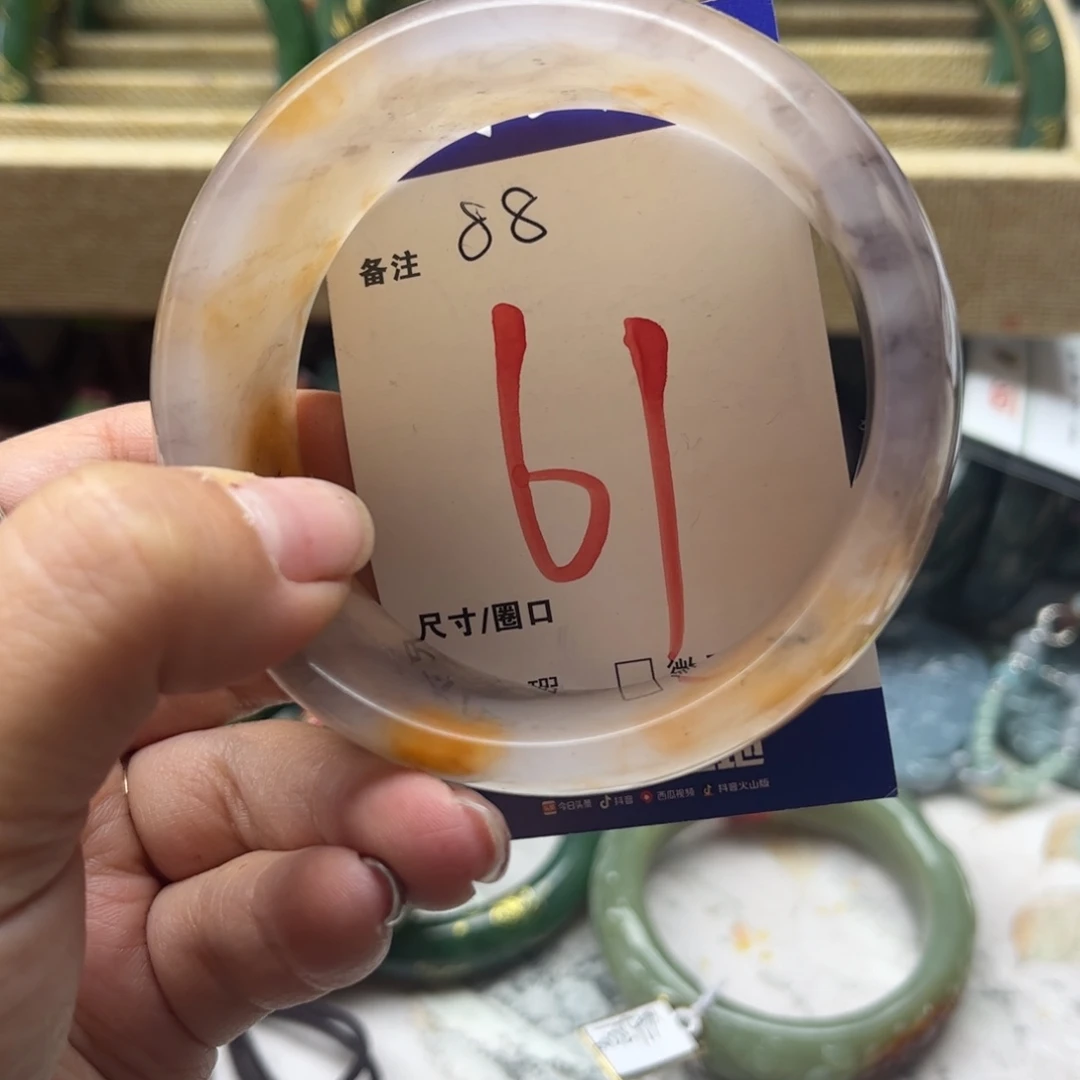 备注 88
61
尺寸/圈口
今日头条 抖音 西瓜视频 抖音火山版